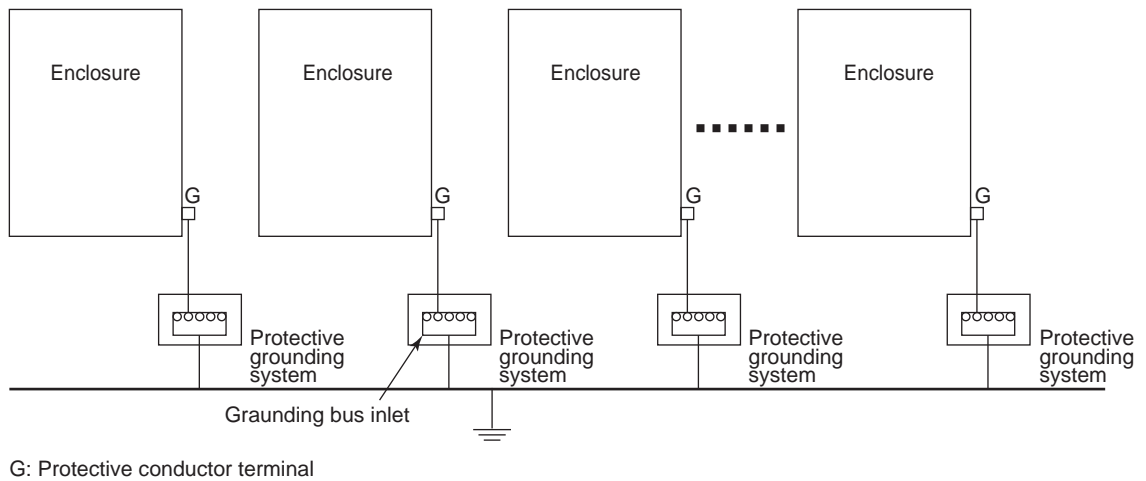 Enclosure
Enclosure
Enclosure
Enclosure
G
G
G
G
Protective
grounding
system
Protective
grounding
system
Protective
grounding
system
Protective
grounding
system
Graunding bus inlet
G: Protective conductor terminal